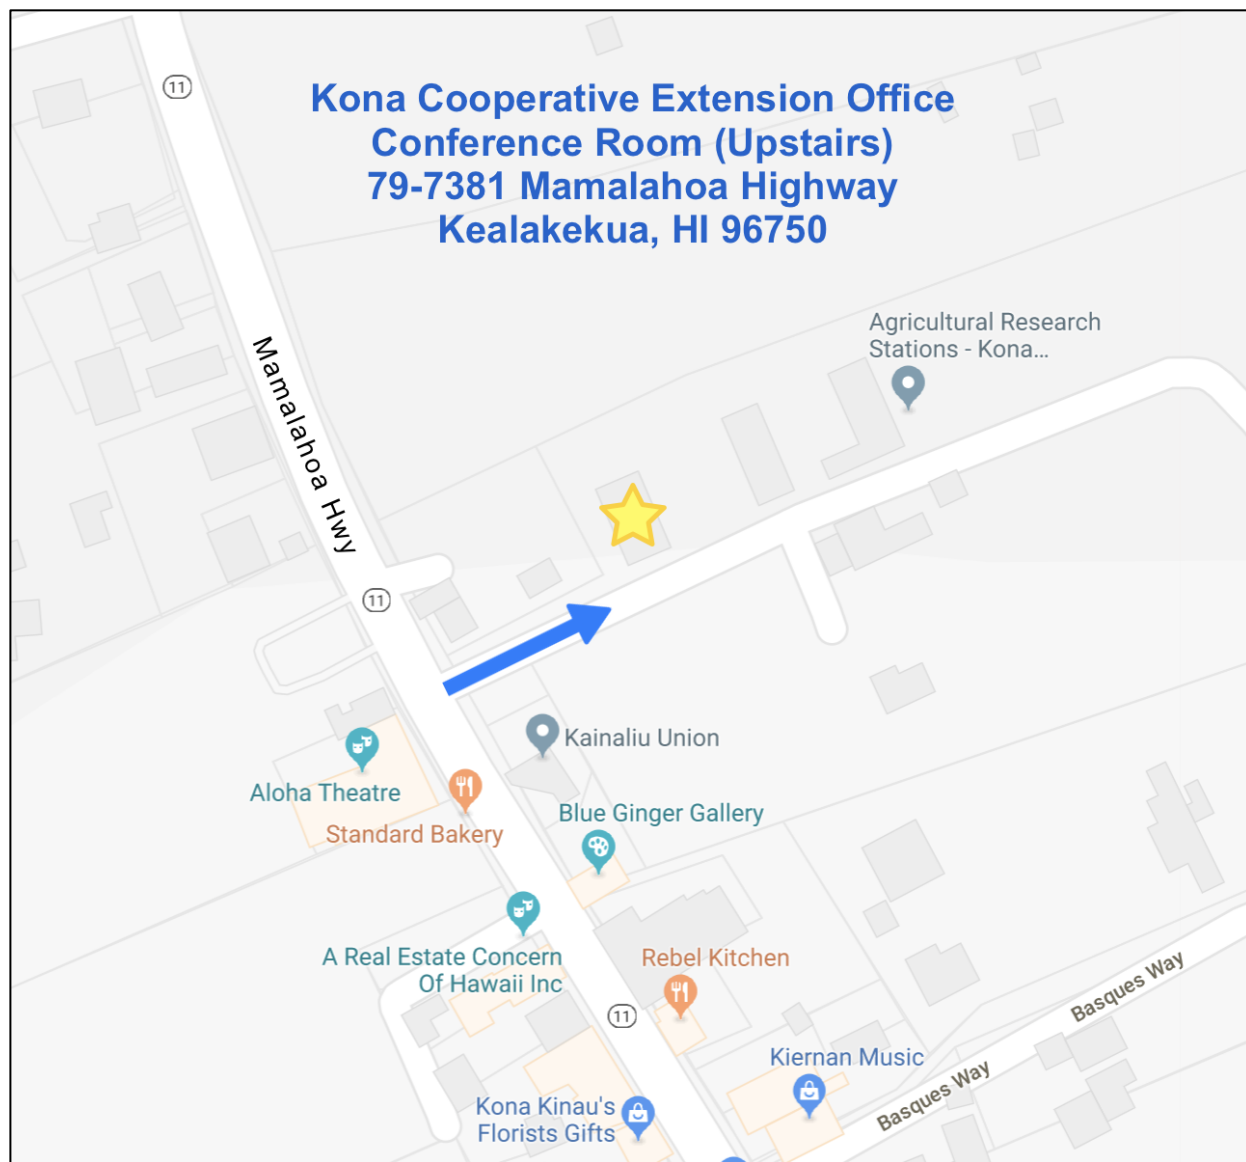 11
Kona Cooperative Extension Office
Conference Room (Upstairs)
79-7381 Mamalahoa Highway
Kealakekua, HI 96750
Agricultural Research
Stations - Kona...
Mamalahoa Hwy
11
Kainaliu Union
Aloha Theatre
Standard Bakery
Blue Ginger Gallery
A Real Estate Concern
Of Hawaii Inc
Rebel Kitchen
11
Basques Way
Kiernan Music
Basques Way
Kona Kinau's
Florists Gifts